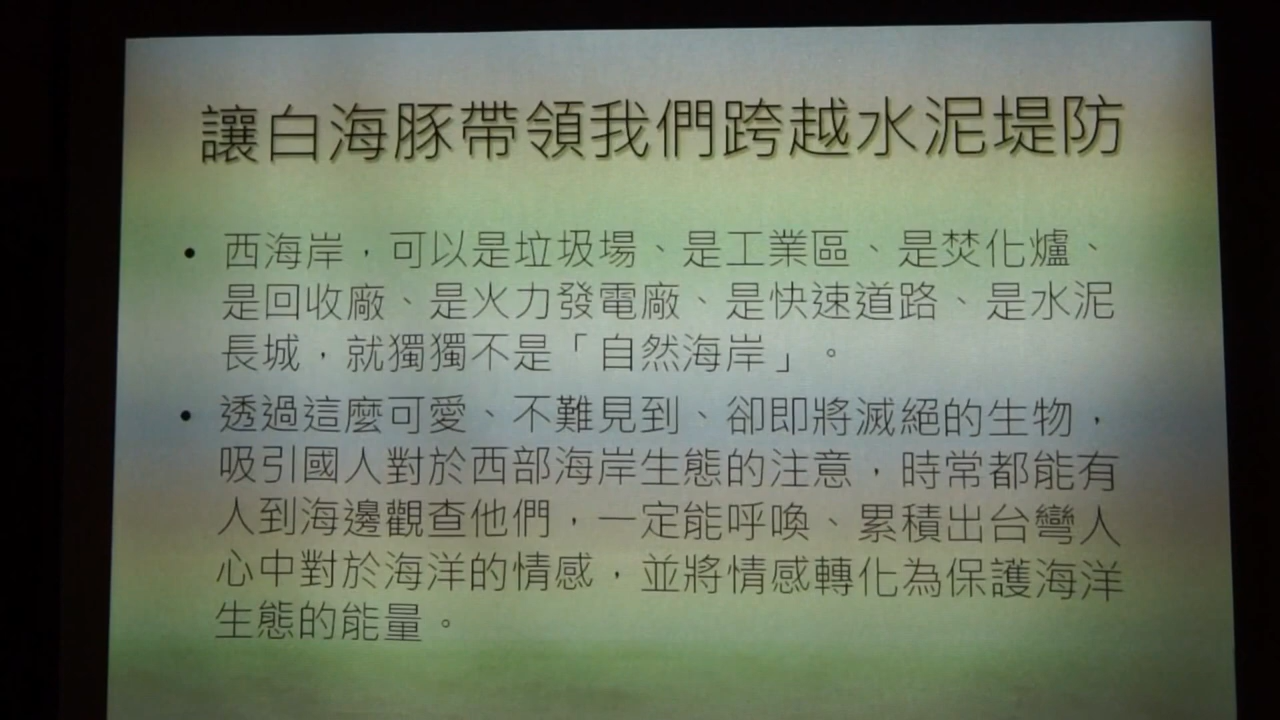 讓白海豚帶領我們跨越水泥堤防
• 西海岸，可以是垃圾場、是工業區、是焚化爐、
是回收廠、是火力發電廠、是快速道路、是水泥
長城，就獨獨不是「自然海岸」。
• 透過這麼可愛、不難見到、卻即將滅絕的生物，
吸引國人對於西部海岸生態的注意，時常都能有
人到海邊觀查他們，一定能呼喚、累積出台彎人
心中對於海洋的情感，並將情感轉化為保護海洋
生態的能量。